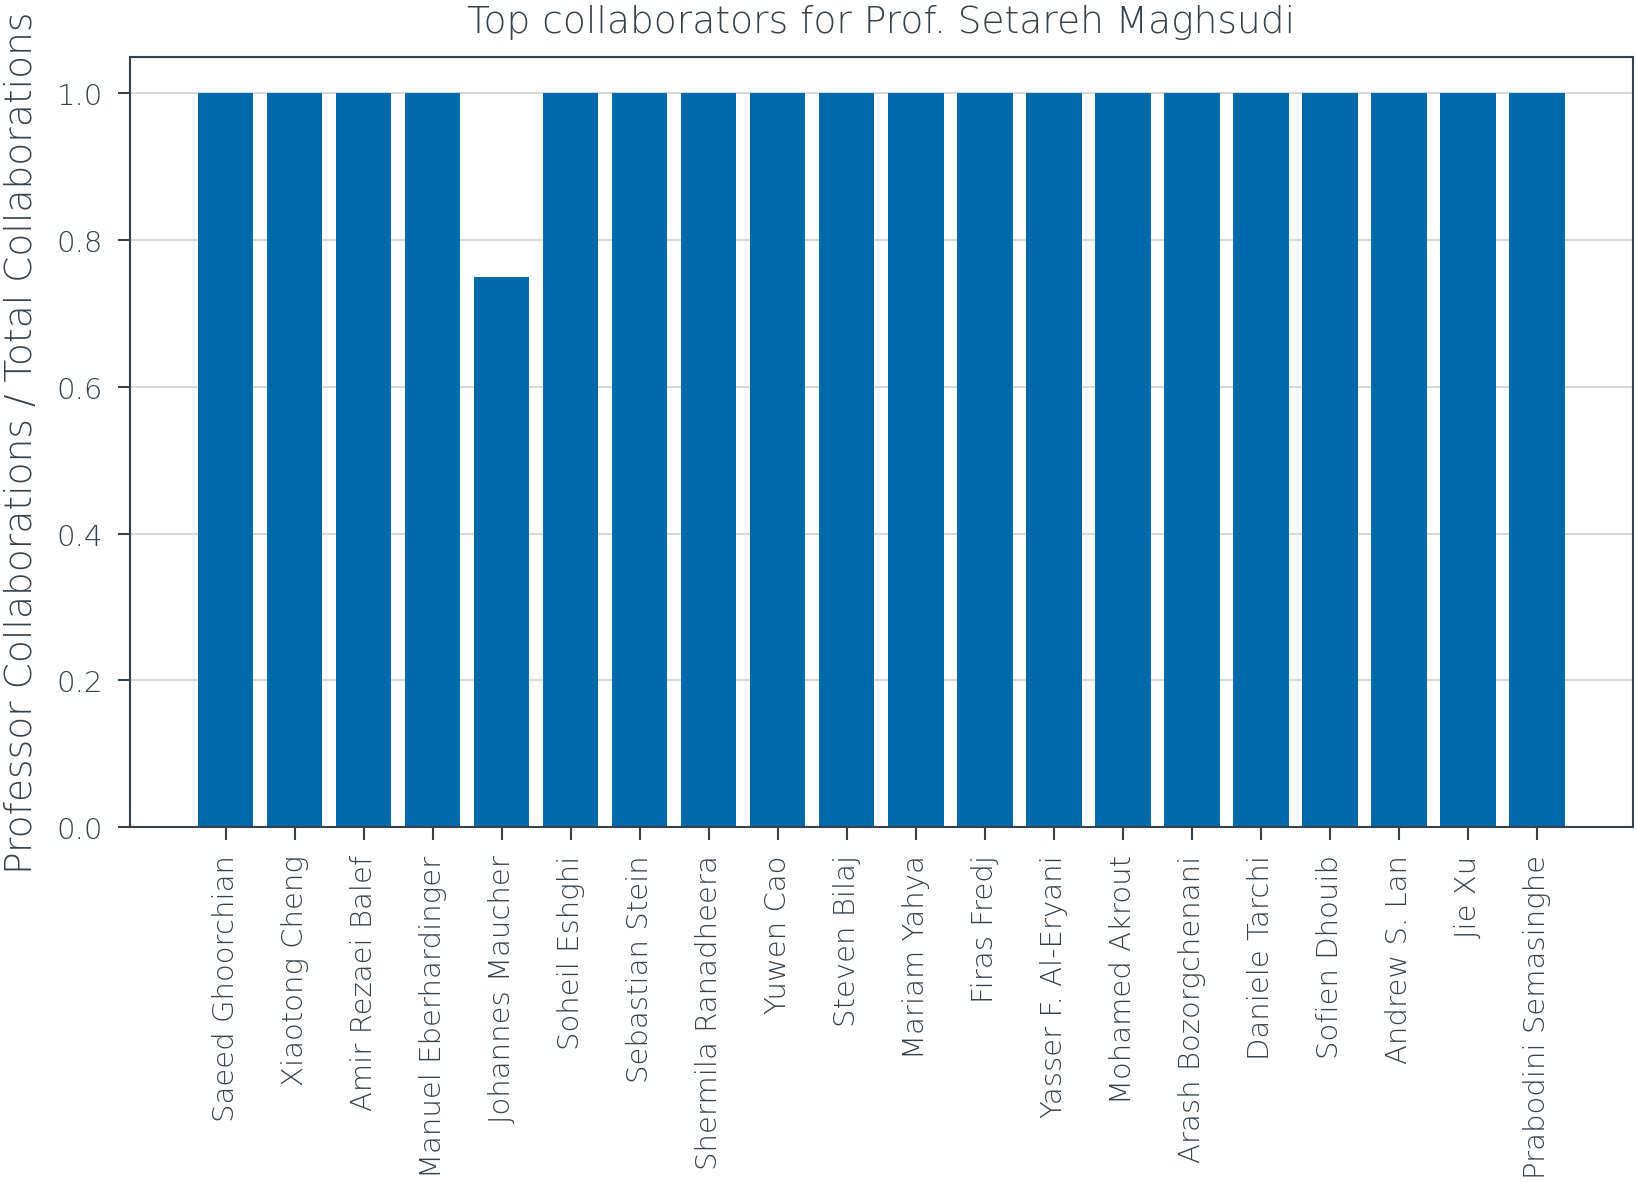 Top collaborators for Prof. Setareh Maghsudi
Professor Collaborations / Total Collaborations
1.0
0.8
0.6
0.4
0.2
0.0
Saeed Ghoorchian
Xiaotong Cheng
Amir Rezaei Balef
Manuel Eberhardinger
Johannes Maucher
Soheil Eshghi
Sebastian Stein
Shermila Ranadheera
Yuwen Cao
Steven Bilaj
Mariam Yahya
Firas Fredj
Yasser F. Al-Eryani
Mohamed Akrout
Arash Bozorgchenani
Daniele Tarchi
Sofien Dhouib
Andrew S. Lan
Jie Xu
Prabodini Semasinghe